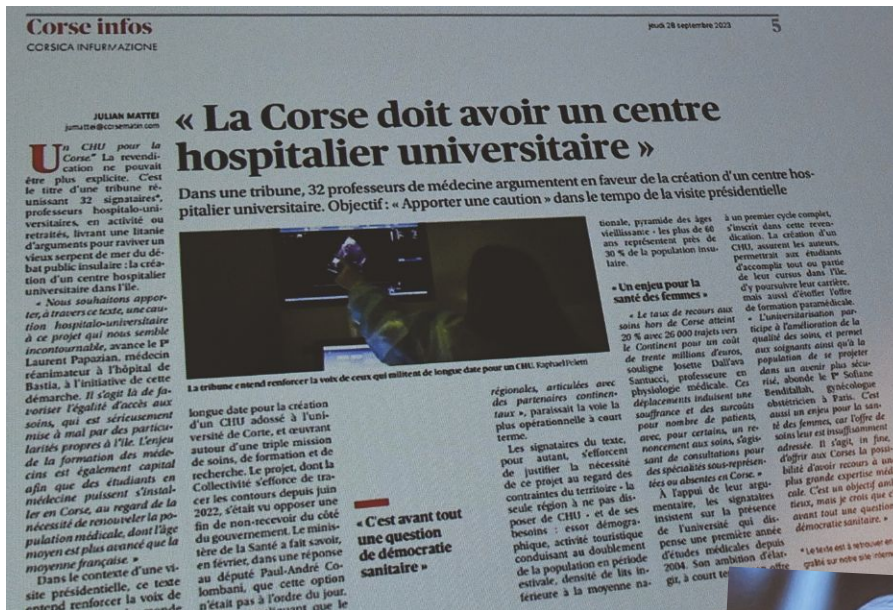 Corse infos
CORSICA INFURMAZIONE
jeudi 28 septembre 2023
5
JULIAN MATTEI
jumattei@corsematin.com
« La Corse doit avoir un centre
hospitalier universitaire »
Dans une tribune, 32 professeurs de médecine argumentent en faveur de la création d'un centre hos-
pitalier universitaire. Objectif : « Apporter une caution » dans le tempo de la visite présidentielle
Un CHU pour la
Corse" La revendi-
cation ne pouvait
être plus explicite. C'est
le titre d'une tribune ré-
unissant 32 signataires*,
professeurs hospitalo-uni-
versitaires, en activité ou
retraités, livrant une litanie
d'arguments pour raviver un
vieux serpent de mer du dé-
bat public insulaire : la créa-
tion d'un centre hospitalier
universitaire dans l'île.
« Nous souhaitons appor-
ter, à travers ce texte, une cau-
tion hospitalo-universitaire
à ce projet qui nous semble
incontournable, avance le Pr
Laurent Papazian, médecin
réanimateur à l'hôpital de
Bastia, à l'initiative de cette
démarche. Il s'agit là de fa-
voriser l'égalité d'accès aux
soins, qui est sérieusement
mise à mal par des particu-
larités propres à l'île. L'enjeu
de la formation des méde-
cins est également capital
afin que des étudiants en
médecine puissent s'instal-
ler en Corse, au regard de la
nécessité de renouveler la po-
pulation médicale, dont l'âge
moyen est plus avancé que la
moyenne française. »
Dans le contexte d'une vi-
site présidentielle, ce texte
entend renforcer la voix de
La tribune entend renforcer la voix de ceux qui militent de longue date pour un CHU. Raphael Poletti
longue date pour la création
d'un CHU adossé à l'uni-
versité de Corte, et œuvrant
autour d'une triple mission
de soins, de formation et de
recherche. Le projet, dont la
Collectivité s'efforce de tra-
cer les contours depuis juin
2022, s'était vu opposer une
fin de non-recevoir du côté
du gouvernement. Le minis-
tère de la Santé a fait savoir,
en février, dans une réponse
au député Paul-André Co-
lombani, que cette option
n'était pas à l'ordre du jour,
que le
« C'est avant tout
une question
de démocratie
sanitaire »
régionales, articulées avec
des partenaires continen-
taux », paraissait la voie la
plus opérationnelle à court
terme.
Les signataires du texte,
pour autant, s'efforcent
de justifier la nécessité
de ce projet au regard des
contraintes du territoire - la
seule région à ne pas dis-
poser de CHU - et de ses
besoins : essor démogra-
phique, activité touristique
conduisant au doublement
de la population en période
estivale, densité de lits in-
férieure à la moyenne na-
tionale, pyramide des âges
vieillissante - les plus de 60
ans représentent près de
30 % de la population insu-
laire.
« Un enjeu pour la
santé des femmes »
« Le taux de recours aux
soins hors de Corse atteint
20 % avec 26 000 trajets vers
le Continent pour un coût
de trente millions d'euros,
souligne Josette Dall'ava
Santucci, professeure en
physiologie médicale. Ces
déplacements induisent une
souffrance et des surcoûts
pour nombre de patients,
avec, pour certains, un re-
noncement aux soins, s'agis-
sant de consultations pour
des spécialités sous-représen-
tées ou absentes en Corse. »
À l'appui de leur argu-
mentaire, les signataires
insistent sur la présence
de l'université qui dis-
pense une première année
d'études médicales depuis
2004. Son ambition d'élar-
gir, à court
à un premier cycle complet,
s'inscrit dans cette reven-
dication. La création d'un
CHU, assurent les auteurs,
permettrait aux étudiants
d'accomplir tout ou partie
de leur cursus dans l'île,
d'y poursuivre leur carrière,
mais aussi d'étoffer l'offre
de formation paramédicale.
« L'universitarisation par-
ticipe à l'amélioration de la
qualité des soins, et permet
aux soignants ainsi qu'à la
population de se projeter
dans un avenir plus sécu-
risé, abonde le Pr Sofiane
Bendifallah, gynécologue
obstétricien à Paris. C'est
aussi un enjeu pour la san-
té des femmes, car l'offre de
soins leur est insuffisamment
adressée. Il s'agit, in fine,
d'offrir aux Corses la possi-
bilité d'avoir recours à une
plus grande expertise médi-
cale. C'est un objectif ambi-
tieux, mais je crois que
avant tout une question
démocratie sanitaire. »
* Le texte est à retrouver en
gralité sur notre site